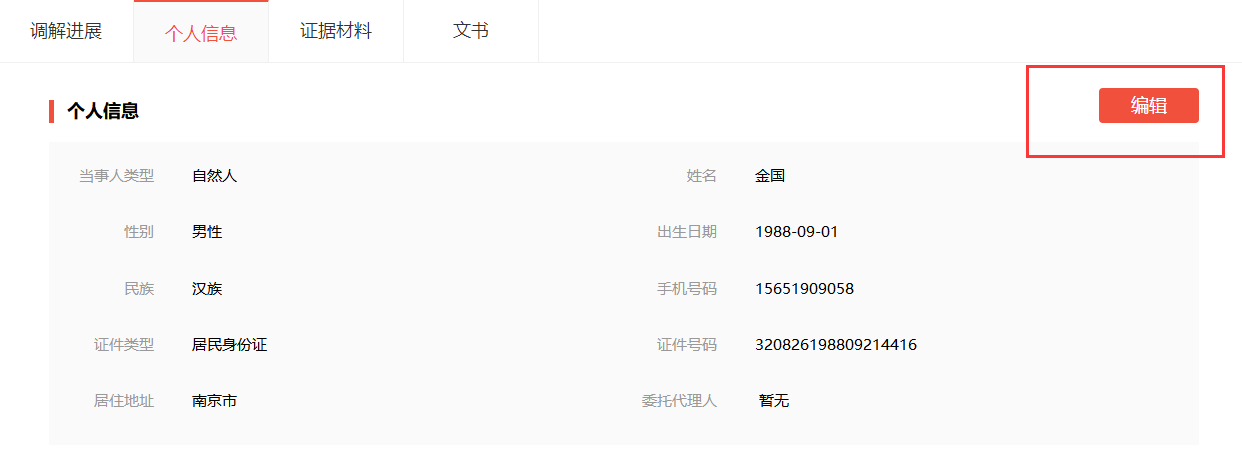 调解进展 个人信息 证据材料 文书
个人信息 编辑
当事人类型 自然人 姓名 金国
性别 男性 出生日期 1988-09-01
民族 汉族 手机号码 15651909058
证件类型 居民身份证 证件号码 320826198809214416
居住地址 南京市 委托代理人 暂无